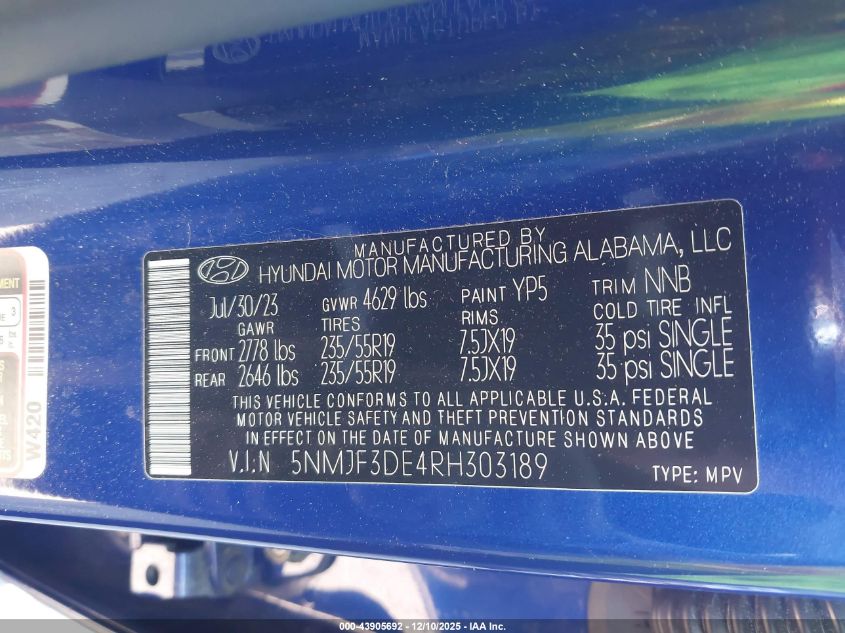 MANUFACTURED BY
HYUNDAI MOTOR MANUFACTURING ALABAMA, LLC
Jul/30/23 GVWR 4629 lbs PAINT YP5 TRIM NNB
GAWR TIRES RIMS COLD TIRE INFL
FRONT 2778 lbs 235/55R19 7.5JX19 35 psi SINGLE
REAR 2646 lbs 235/55R19 7.5JX19 35 psi SINGLE
THIS VEHICLE CONFORMS TO ALL APPLICABLE U.S.A. FEDERAL
MOTOR VEHICLE SAFETY AND THEFT PREVENTION STANDARDS
IN EFFECT ON THE DATE OF MANUFACTURE SHOWN ABOVE.
V.I.N 5NMJF3DE4RH303189 TYPE: MPV
W420
3
000-43905692 - 12/10/2025 - IAA Inc.